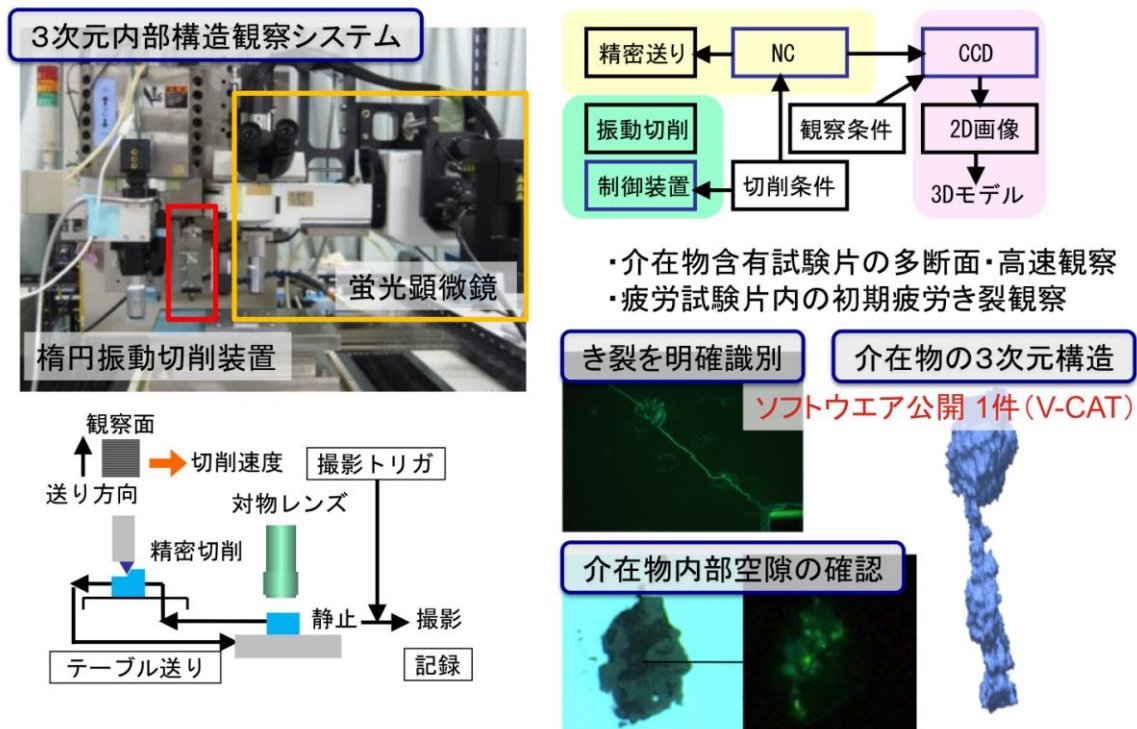 3次元内部構造観察システム
蛍光顕微鏡
楕円振動切削装置
精密送り
NC
CCD
振動切削
観察条件
2D画像
制御装置
切削条件
3Dモデル
・介在物含有試験片の多断面・高速観察
・疲労試験片内の初期疲労き裂観察
き裂を明確識別
介在物の3次元構造
ソフトウエア公開 1件(V-CAT)
観察面
切削速度
送り方向
撮影トリガ
対物レンズ
精密切削
静止
撮影
テーブル送り
記録
介在物内部空隙の確認